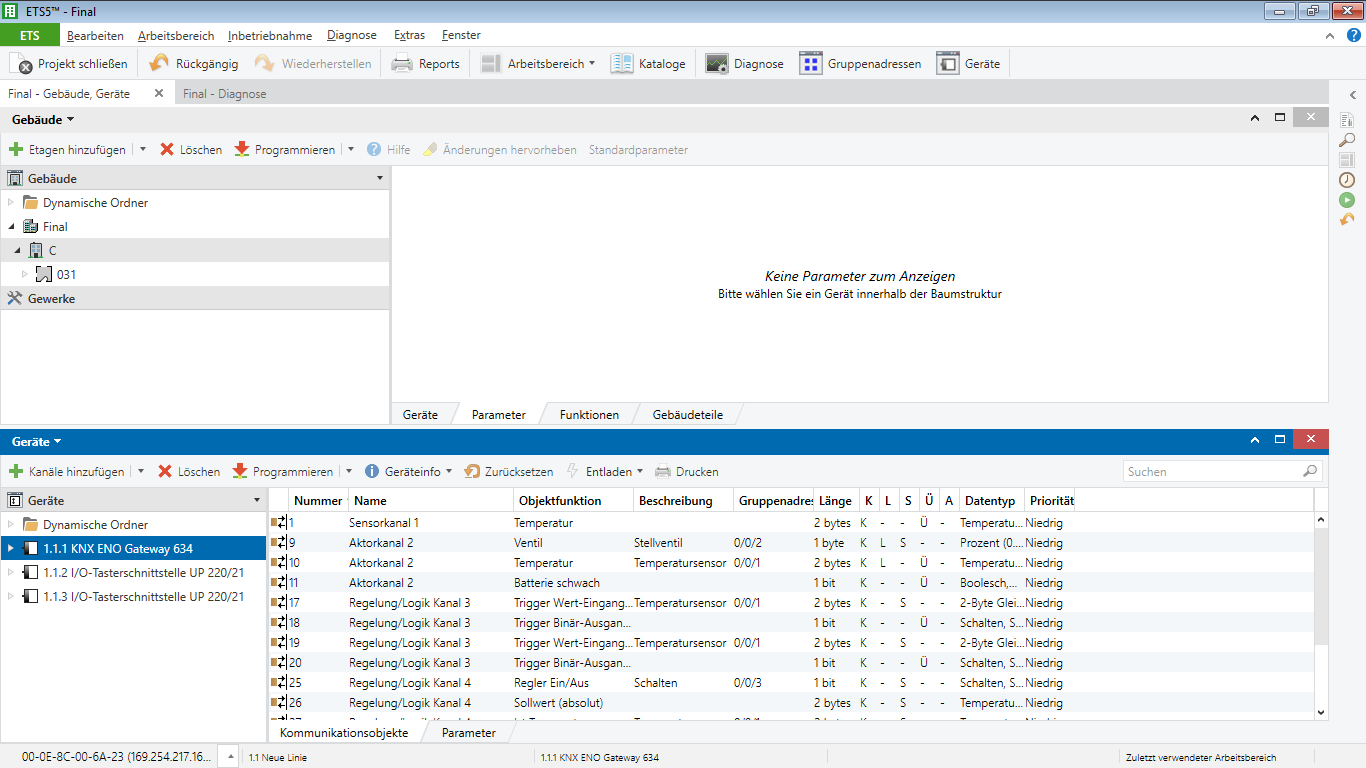 ETS5™ - Final
ETS Bearbeiten Arbeitsbereich Inbetriebnahme Diagnose Extras Fenster
Projekt schließen Rückgängig Wiederherstellen Reports Arbeitsbereich Kataloge Diagnose Gruppenadressen Geräte
Final - Gebäude, Geräte Final - Diagnose
Gebäude
Etagen hinzufügen Löschen Programmieren Hilfe Änderungen hervorheben Standardparameter
Gebäude
Dynamische Ordner
Final
C
031
Gewerke
Keine Parameter zum Anzeigen
Bitte wählen Sie ein Gerät innerhalb der Baumstruktur
Geräte Parameter Funktionen Gebäudeteile
Geräte
Kanäle hinzufügen Löschen Programmieren Geräteinfo Zurücksetzen Entladen Drucken Suchen
Geräte
Dynamische Ordner
1.1.1 KNX ENO Gateway 634
1.1.2 I/O-Tasterschnittstelle UP 220/21
1.1.3 I/O-Tasterschnittstelle UP 220/21
Nummer Name Objektfunktion Beschreibung Gruppenadres Länge K L S Ü A Datentyp Priorität
1 Sensorkanal 1 Temperatur 2 bytes K - - Ü - Temperatu... Niedrig
9 Aktorkanal 2 Ventil Stellventil 0/0/2 1 byte K L S - - Prozent (0... Niedrig
10 Aktorkanal 2 Temperatur Temperatursensor 0/0/1 2 bytes K L - Ü - Temperatu... Niedrig
11 Aktorkanal 2 Batterie schwach 1 bit K - - Ü - Boolesch,... Niedrig
17 Regelung/Logik Kanal 3 Trigger Wert-Eingang... Temperatursensor 0/0/1 2 bytes K - S - - 2-Byte Glei... Niedrig
18 Regelung/Logik Kanal 3 Trigger Binär-Ausgan... 1 bit K - - Ü - Schalten, S... Niedrig
19 Regelung/Logik Kanal 3 Trigger Wert-Eingang... Temperatursensor 0/0/1 2 bytes K - S - - 2-Byte Glei... Niedrig
20 Regelung/Logik Kanal 3 Trigger Binär-Ausgan... 1 bit K - - Ü - Schalten, S... Niedrig
25 Regelung/Logik Kanal 4 Regler Ein/Aus Schalten 0/0/3 1 bit K - S - - Schalten, S... Niedrig
26 Regelung/Logik Kanal 4 Sollwert (absolut) 2 bytes K - S - - Temperatu... Niedrig
Kommunikationsobjekte Parameter
00-0E-8C-00-6A-23 (169.254.217.16... 1.1 Neue Linie 1.1.1 KNX ENO Gateway 634 Zuletzt verwendeter Arbeitsbereich